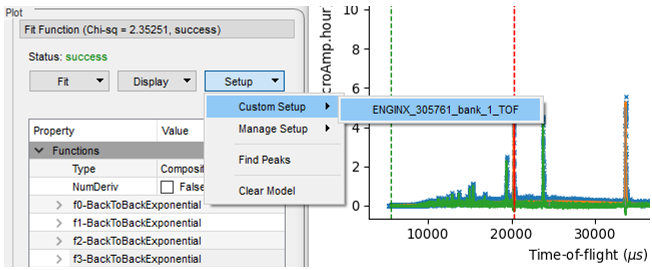 Plot
Fit Function (Chi-sq = 2.35251, success)
Status: success
Fit Display Setup
Custom Setup
Manage Setup
Find Peaks
Clear Model
ENGINX_305761_bank_1_TOF
Property Value
Functions
Type Composit
NumDeriv False
f0-BackToBackExponential
f1-BackToBackExponential
f2-BackToBackExponential
f3-BackToBackExponential
croAmp.hour
10
8
6
4
2
0
10000 20000 30000
Time-of-flight (μs)